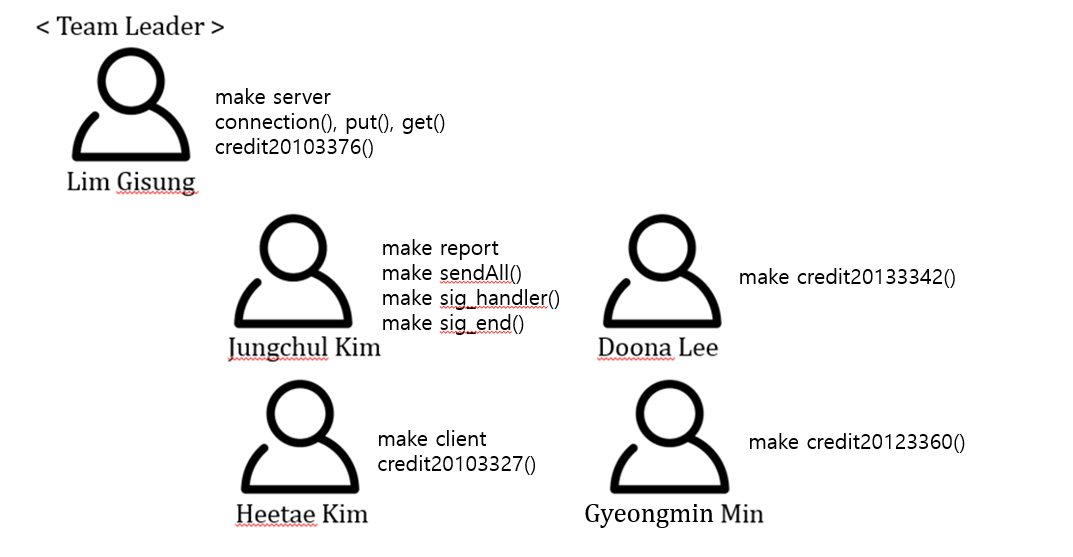 < Team Leader >
make server
connection(), put(), get()
credit20103376()
Lim Gisung
make report
make sendAll()
make sig_handler()
make sig_end()
Jungchul Kim
make credit20133342()
Doona Lee
make client
credit20103327()
Heetae Kim
make credit20123360()
Gyeongmin Min